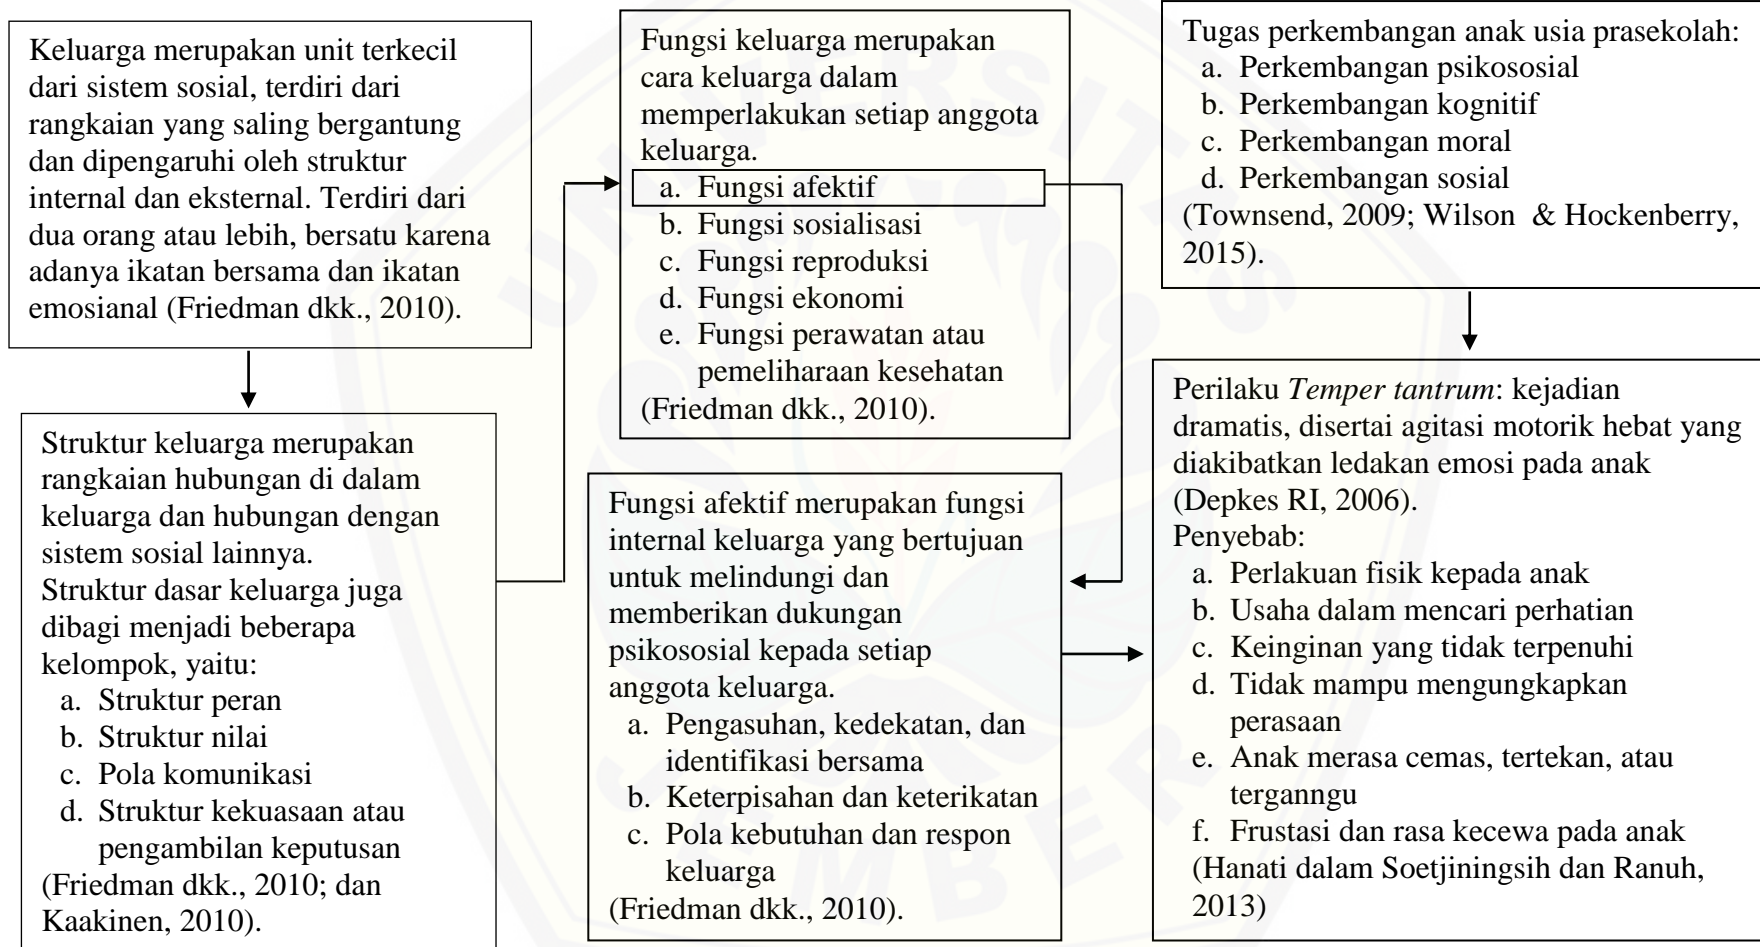 Keluarga merupakan unit terkecil
dari sistem sosial, terdiri dari
rangkaian yang saling bergantung
dan dipengaruhi oleh struktur
internal dan eksternal. Terdiri dari
dua orang atau lebih, bersatu karena
adanya ikatan bersama dan ikatan
emosianal (Friedman dkk., 2010).
Struktur keluarga merupakan
rangkaian hubungan di dalam
keluarga dan hubungan dengan
sistem sosial lainnya.
Struktur dasar keluarga juga
dibagi menjadi beberapa
kelompok, yaitu:
a. Struktur peran
b. Struktur nilai
c. Pola komunikasi
d. Struktur kekuasaan atau
pengambilan keputusan
(Friedman dkk., 2010; dan
Kaakinen, 2010).
Fungsi keluarga merupakan
cara keluarga dalam
memperlakukan setiap anggota
keluarga.
a. Fungsi afektif
b. Fungsi sosialisasi
c. Fungsi reproduksi
d. Fungsi ekonomi
e. Fungsi perawatan atau
pemeliharaan kesehatan
(Friedman dkk., 2010).
Fungsi afektif merupakan fungsi
internal keluarga yang bertujuan
untuk melindungi dan
memberikan dukungan
psikososial kepada setiap
anggota keluarga.
a. Pengasuhan, kedekatan, dan
identifikasi bersama
b. Keterpisahan dan keterikatan
c. Pola kebutuhan dan respon
keluarga
(Friedman dkk., 2010).
Tugas perkembangan anak usia prasekolah:
a. Perkembangan psikososial
b. Perkembangan kognitif
c. Perkembangan moral
d. Perkembangan sosial
(Townsend, 2009; Wilson & Hockenberry,
2015).
Perilaku Temper tantrum: kejadian
dramatis, disertai agitasi motorik hebat yang
diakibatkan ledakan emosi pada anak
(Depkes RI, 2006).
Penyebab:
a. Perlakuan fisik kepada anak
b. Usaha dalam mencari perhatian
c. Keinginan yang tidak terpenuhi
d. Tidak mampu mengungkapkan
perasaan
e. Anak merasa cemas, tertekan, atau
terganngu
f. Frustasi dan rasa kecewa pada anak
(Hanati dalam Soetjiningsih dan Ranuh,
2013)
UNIVERSITAS
JEMBER